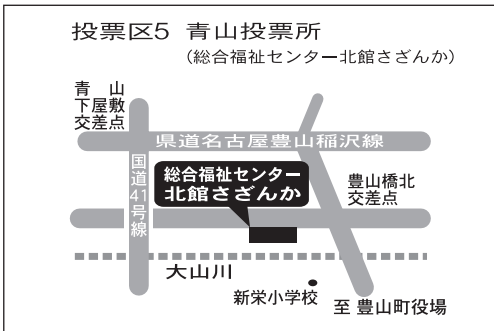 投票区5 青山投票所
(総合福祉センター北館さざんか)
青　山
下屋敷
交差点
県道名古屋豊山稲沢線
国道41号線
総合福祉センター
北館さざんか
豊山橋北
交差点
大山川
新栄小学校
至 豊山町役場